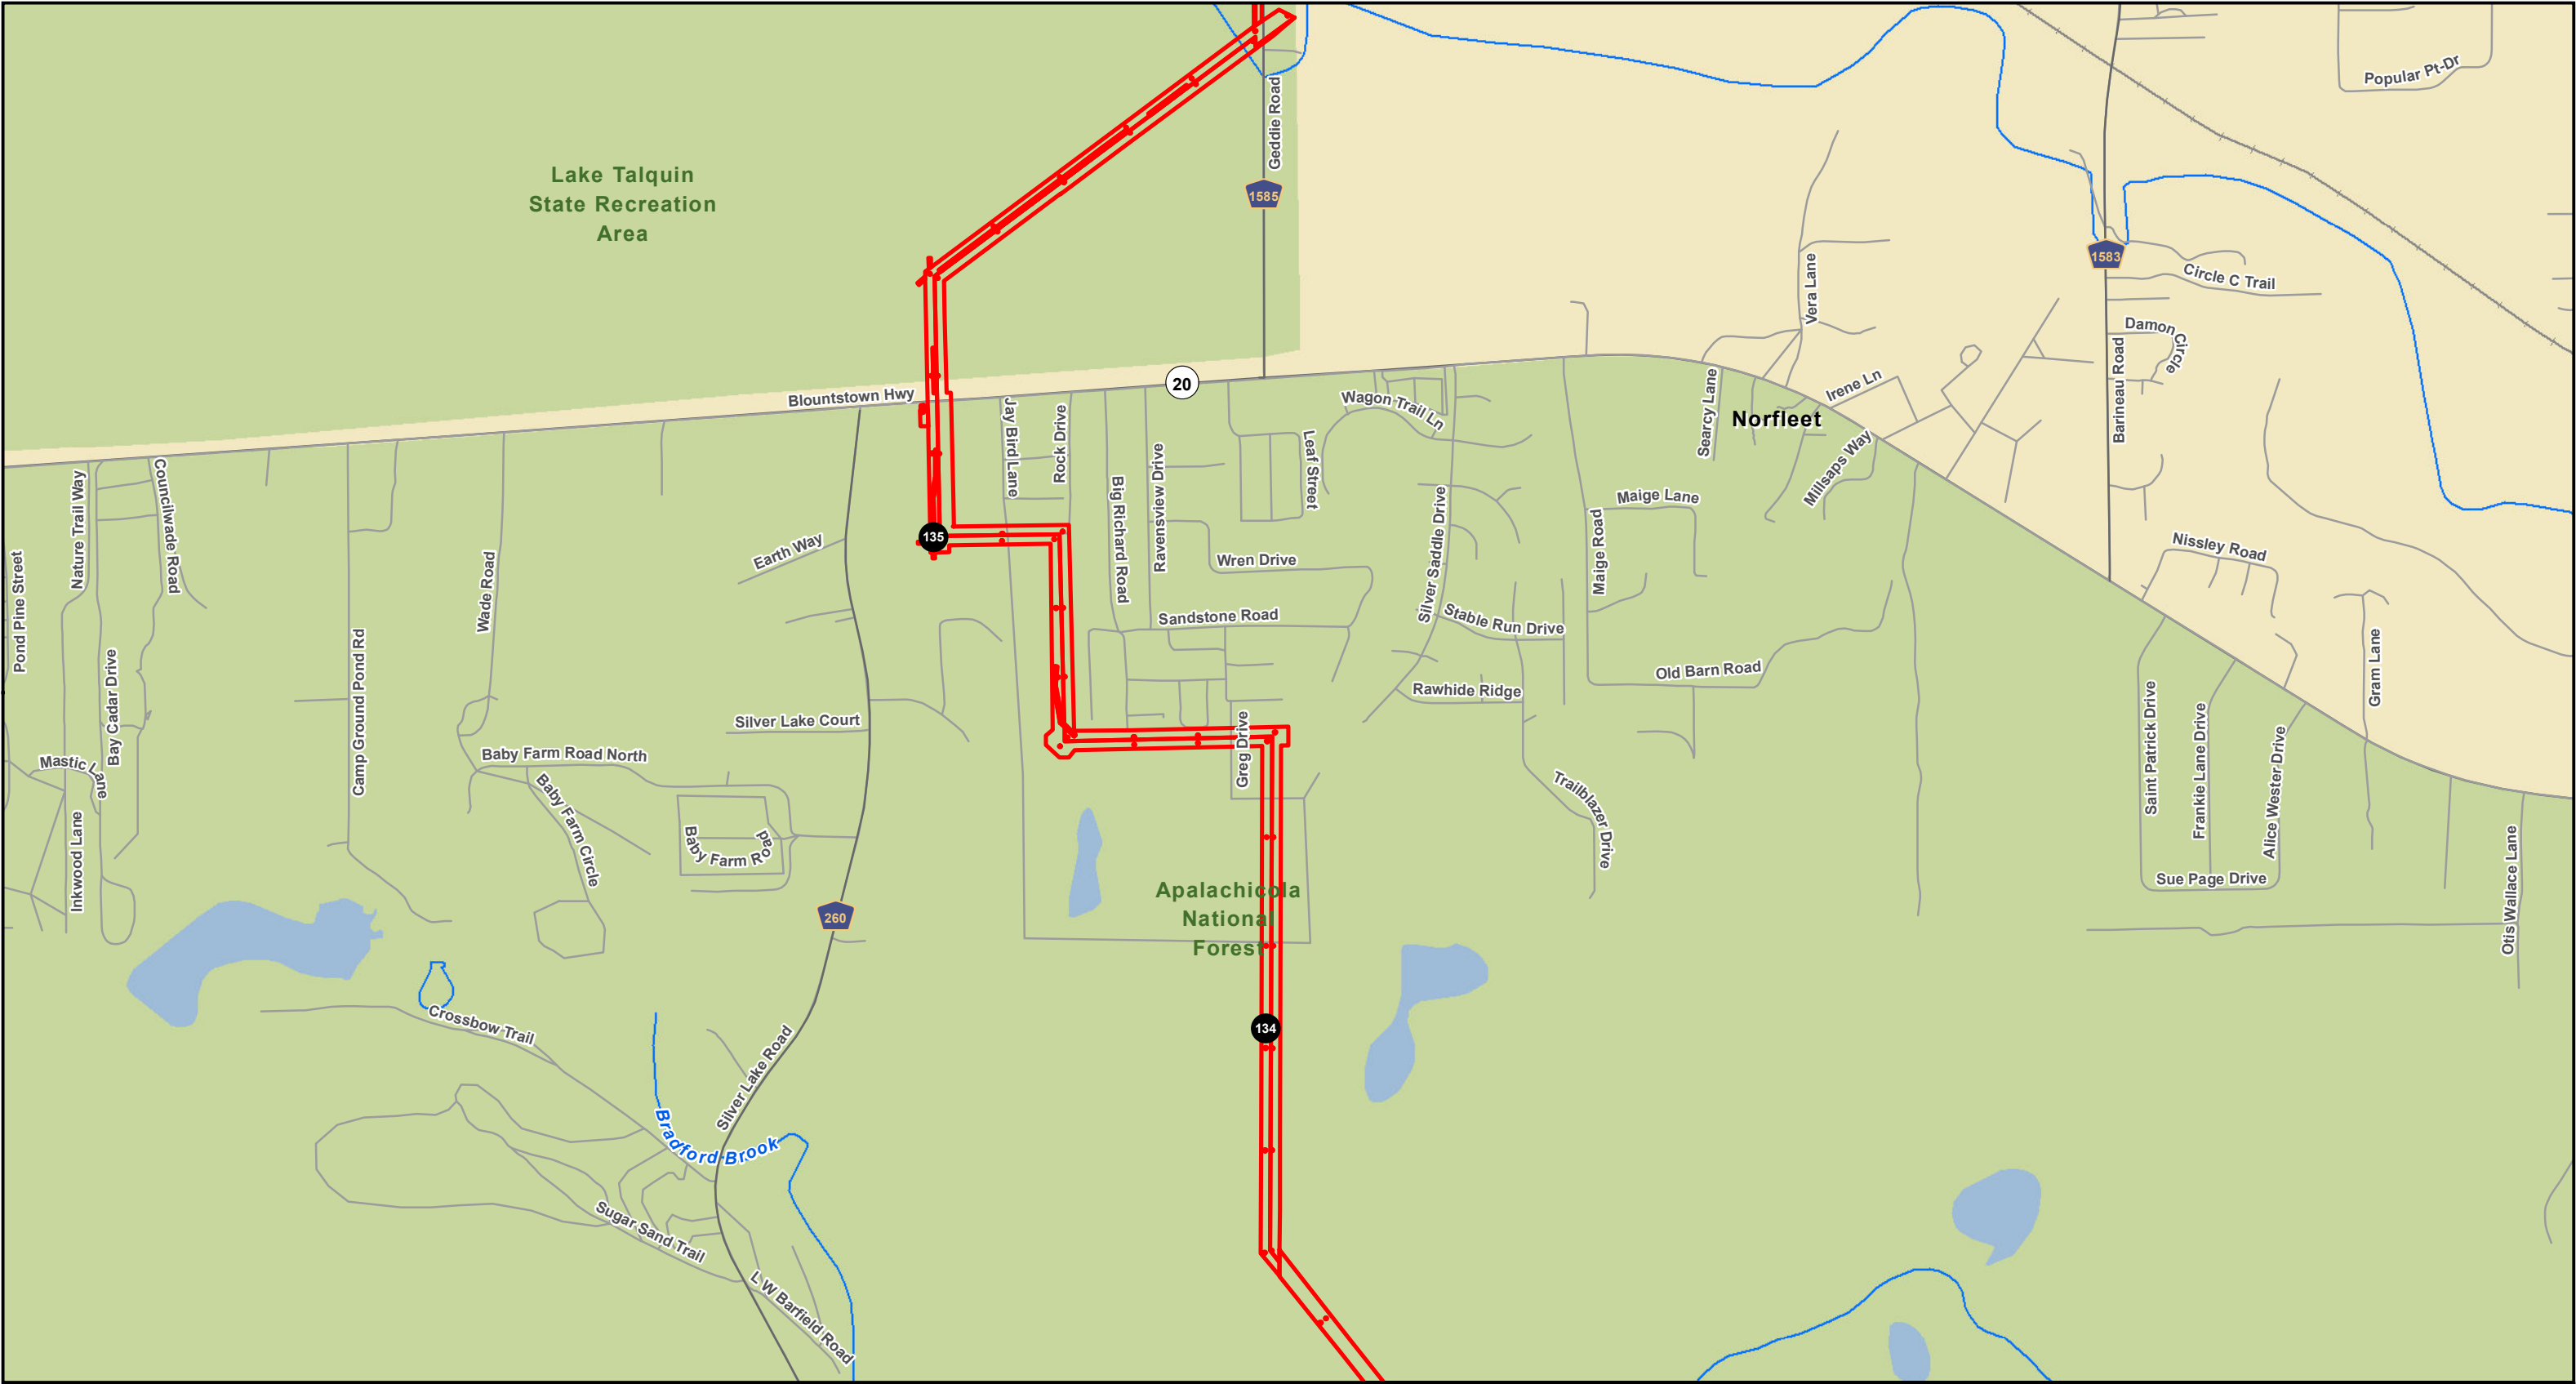 Popular Pt-Dr
Geddie Road
Lake Talquin
State Recreation
Area
1585
1583
Circle C Trail
Vera Lane
Damon Circle
Barineau Road
20
Blountstown Hwy
Irene Ln
Wagon Trail Ln
Searcy Lane
Norfleet
Jay Bird Lane
Rock Drive
Leaf Street
Millsaps Way
Nature Trail Way
Councilwade Road
Big Richard Road
Ravensview Drive
Maige Lane
Silver Saddle Drive
135
Earth Way
Maige Road
Nissley Road
Wren Drive
Pond Pine Street
Wade Road
Sandstone Road
Stable Run Drive
Bay Cadar Drive
Camp Ground Pond Rd
Gram Lane
Old Barn Road
Rawhide Ridge
Silver Lake Court
Greg Drive
Saint Patrick Drive
Frankie Lane Drive
Alice Wester Drive
Baby Farm Road North
Mastic Lane
Baby Farm Circle
Trailblazer Drive
Baby Farm Road
Inkwood Lane
Sue Page Drive
Otis Wallace Lane
Apalachicola
National
Forest
260
Crossbow Trail
134
Silver Lake Road
Bradford Brook
Sugar Sand Trail
L W Barfield Road